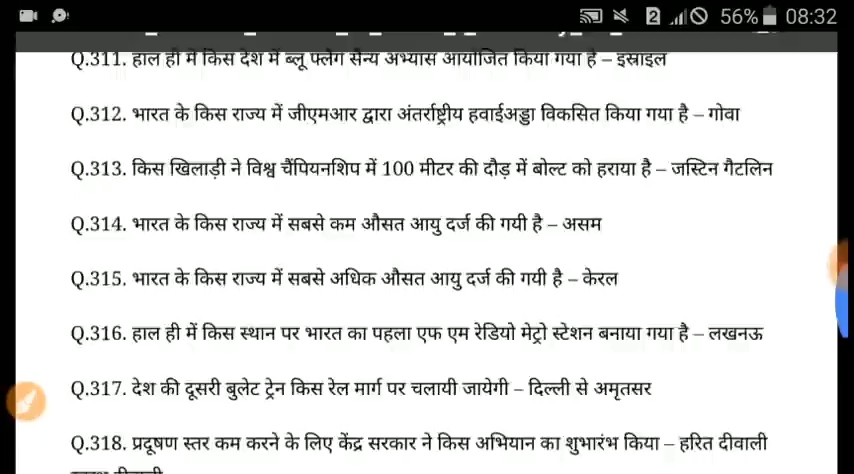 2 56% 08:32
Q.311. हाल ही में किस देश में ब्लू फ्लैग सैन्य अभ्यास आयोजित किया गया है – इस्राइल
Q.312. भारत के किस राज्य में जीएमआर द्वारा अंतर्राष्ट्रीय हवाईअड्डा विकसित किया गया है – गोवा
Q.313. किस खिलाड़ी ने विश्व चैंपियनशिप में 100 मीटर की दौड़ में बोल्ट को हराया है – जस्टिन गैटलिन
Q.314. भारत के किस राज्य में सबसे कम औसत आयु दर्ज की गयी है – असम
Q.315. भारत के किस राज्य में सबसे अधिक औसत आयु दर्ज की गयी है – केरल
Q.316. हाल ही में किस स्थान पर भारत का पहला एफ एम रेडियो मेट्रो स्टेशन बनाया गया है – लखनऊ
Q.317. देश की दूसरी बुलेट ट्रेन किस रेल मार्ग पर चलायी जायेगी – दिल्ली से अमृतसर
Q.318. प्रदूषण स्तर कम करने के लिए केंद्र सरकार ने किस अभियान का शुभारंभ किया – हरित दीवाली